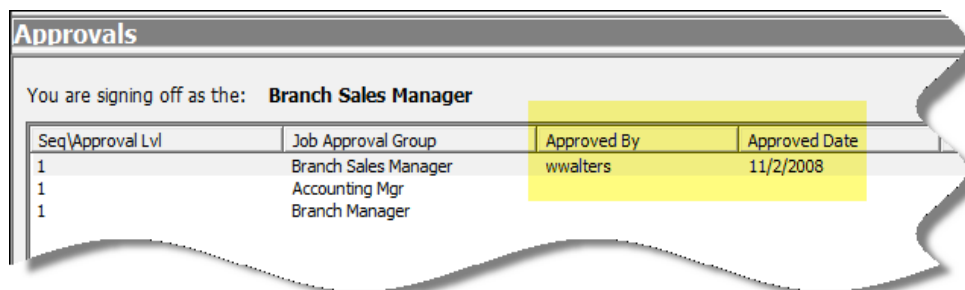 Approvals
You are signing off as the: Branch Sales Manager
Seq\Approval Lvl Job Approval Group Approved By Approved Date
1 Branch Sales Manager wwalters 11/2/2008
1 Accounting Mgr
1 Branch Manager